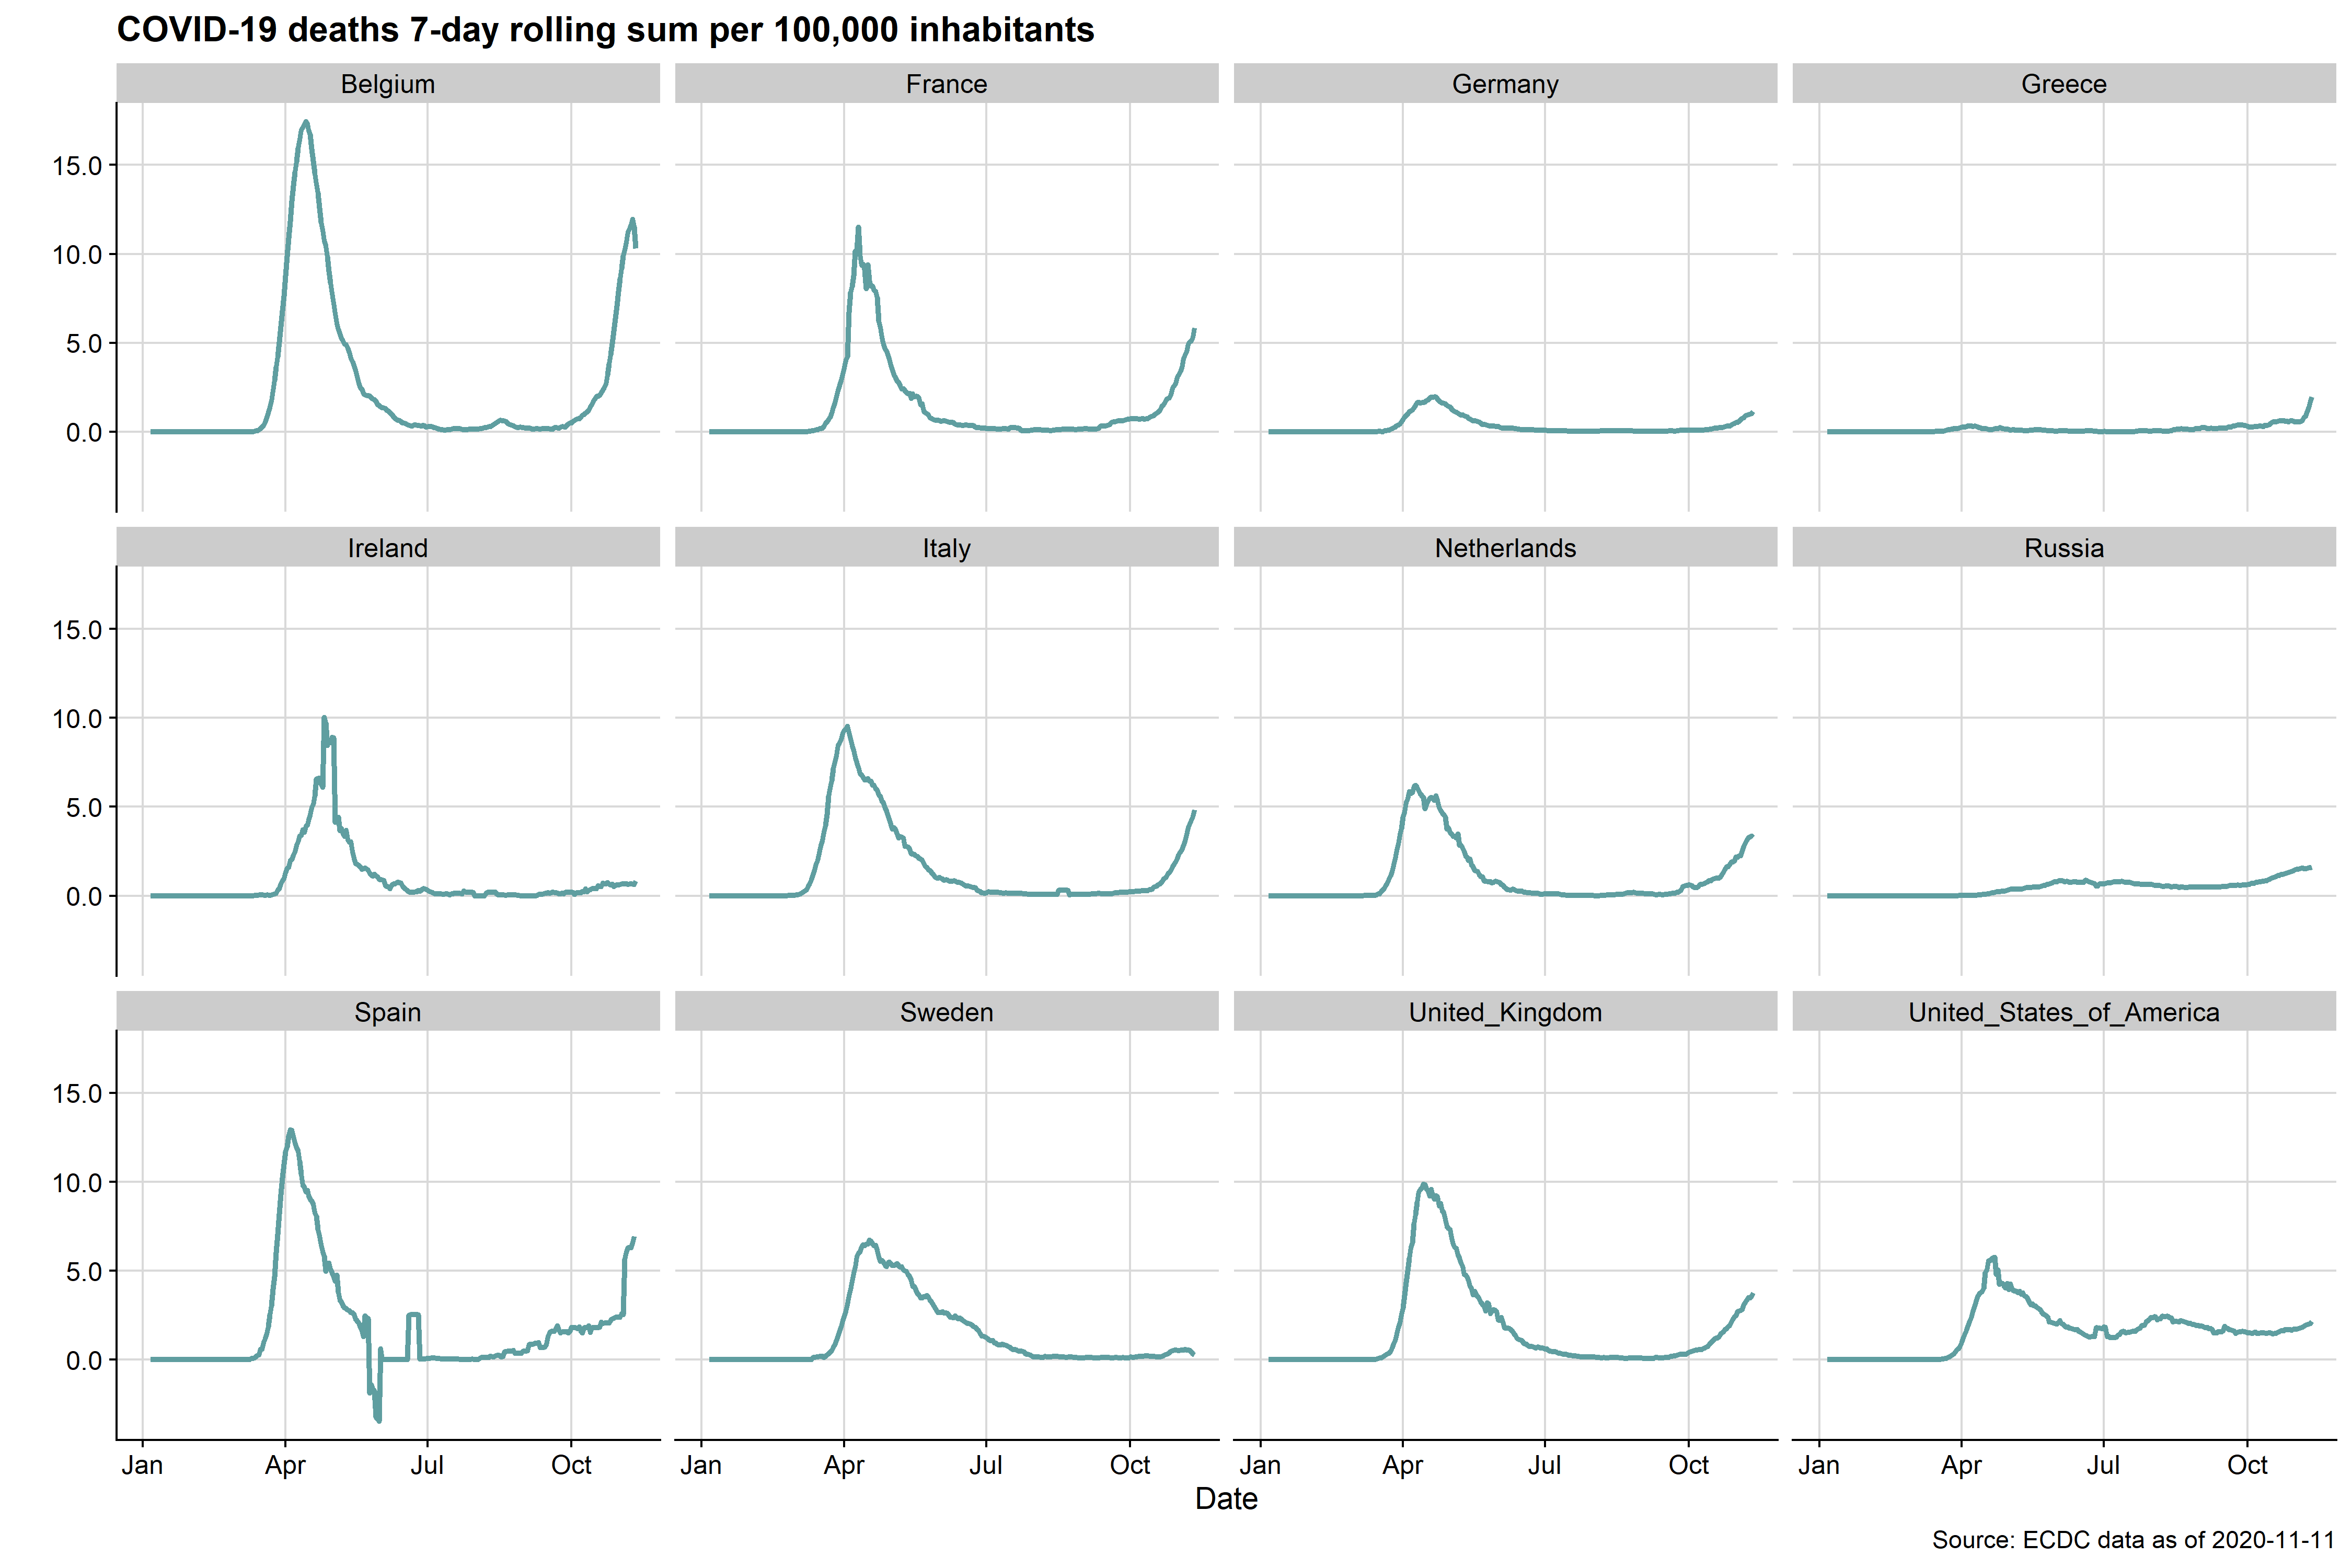 COVID-19 deaths 7-day rolling sum per 100,000 inhabitants
Belgium France Germany Greece
15.0
10.0
5.0
0.0
Ireland Italy Netherlands Russia
15.0
10.0
5.0
0.0
Spain Sweden United_Kingdom United_States_of_America
15.0
10.0
5.0
0.0
Jan Apr Jul Oct Jan Apr Jul Oct Jan Apr Jul Oct Jan Apr Jul Oct
Date
Source: ECDC data as of 2020-11-11